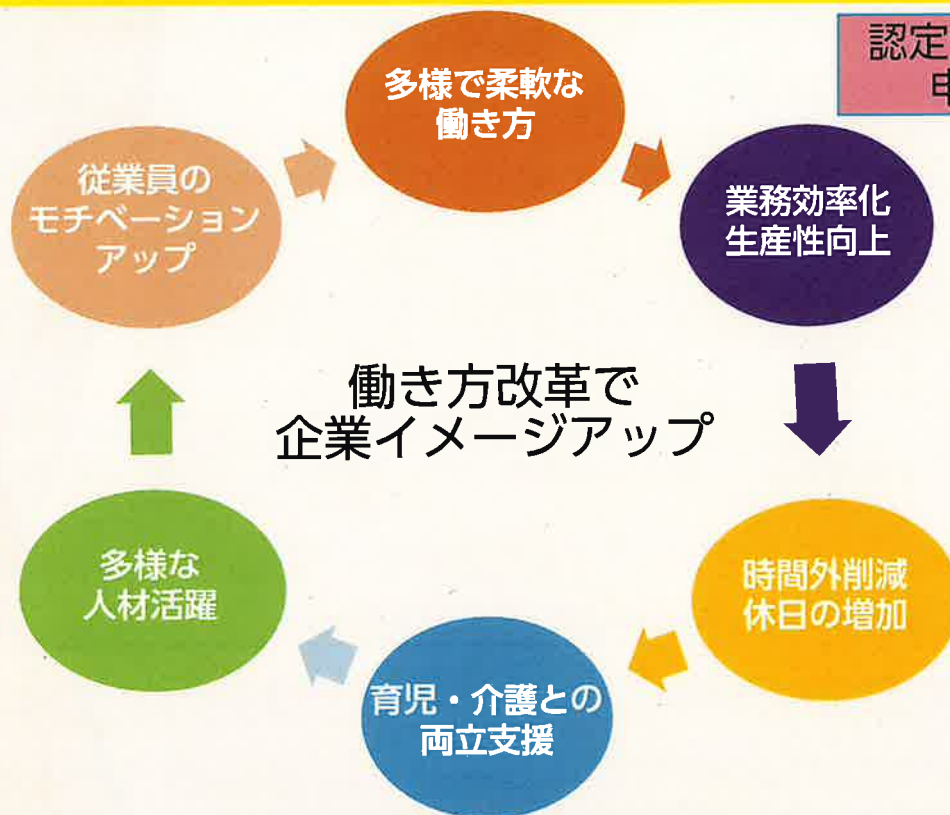 認定
多様で柔軟な
働き方
業務効率化
生産性向上
時間外削減
休日の増加
育児・介護との
両立支援
多様な
人材活躍
従業員の
モチベーション
アップ
働き方改革で
企業イメージアップ